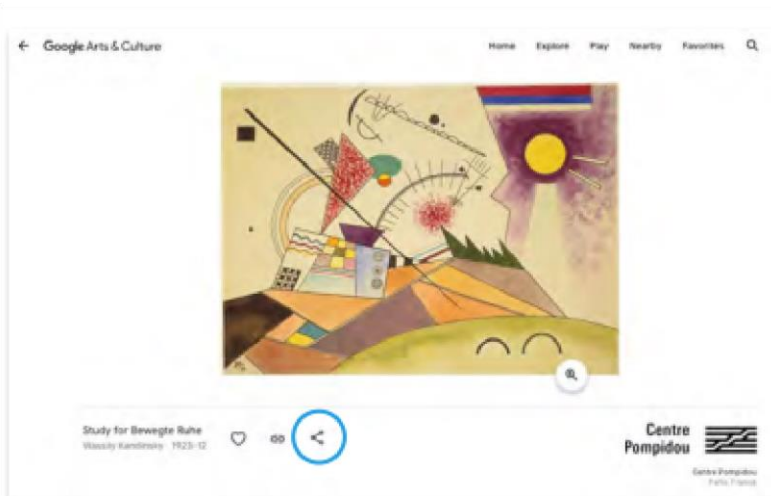 Google Arts & Culture
Home Explore Play Nearby Favorites
Study for Bewegte Ruhe
Wassily Kandinsky 1923-12
Centre
Pompidou
Centre Pompidou
Paris, France